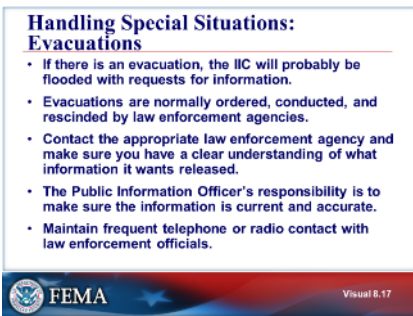 Handling Special Situations:
Evacuations
• If there is an evacuation, the IIC will probably be
flooded with requests for information.
• Evacuations are normally ordered, conducted, and
rescinded by law enforcement agencies.
• Contact the appropriate law enforcement agency and
make sure you have a clear understanding of what
information it wants released.
• The Public Information Officer's responsibility is to
make sure the information is current and accurate.
• Maintain frequent telephone or radio contact with
law enforcement officials.
FEMA
Visual 8.17